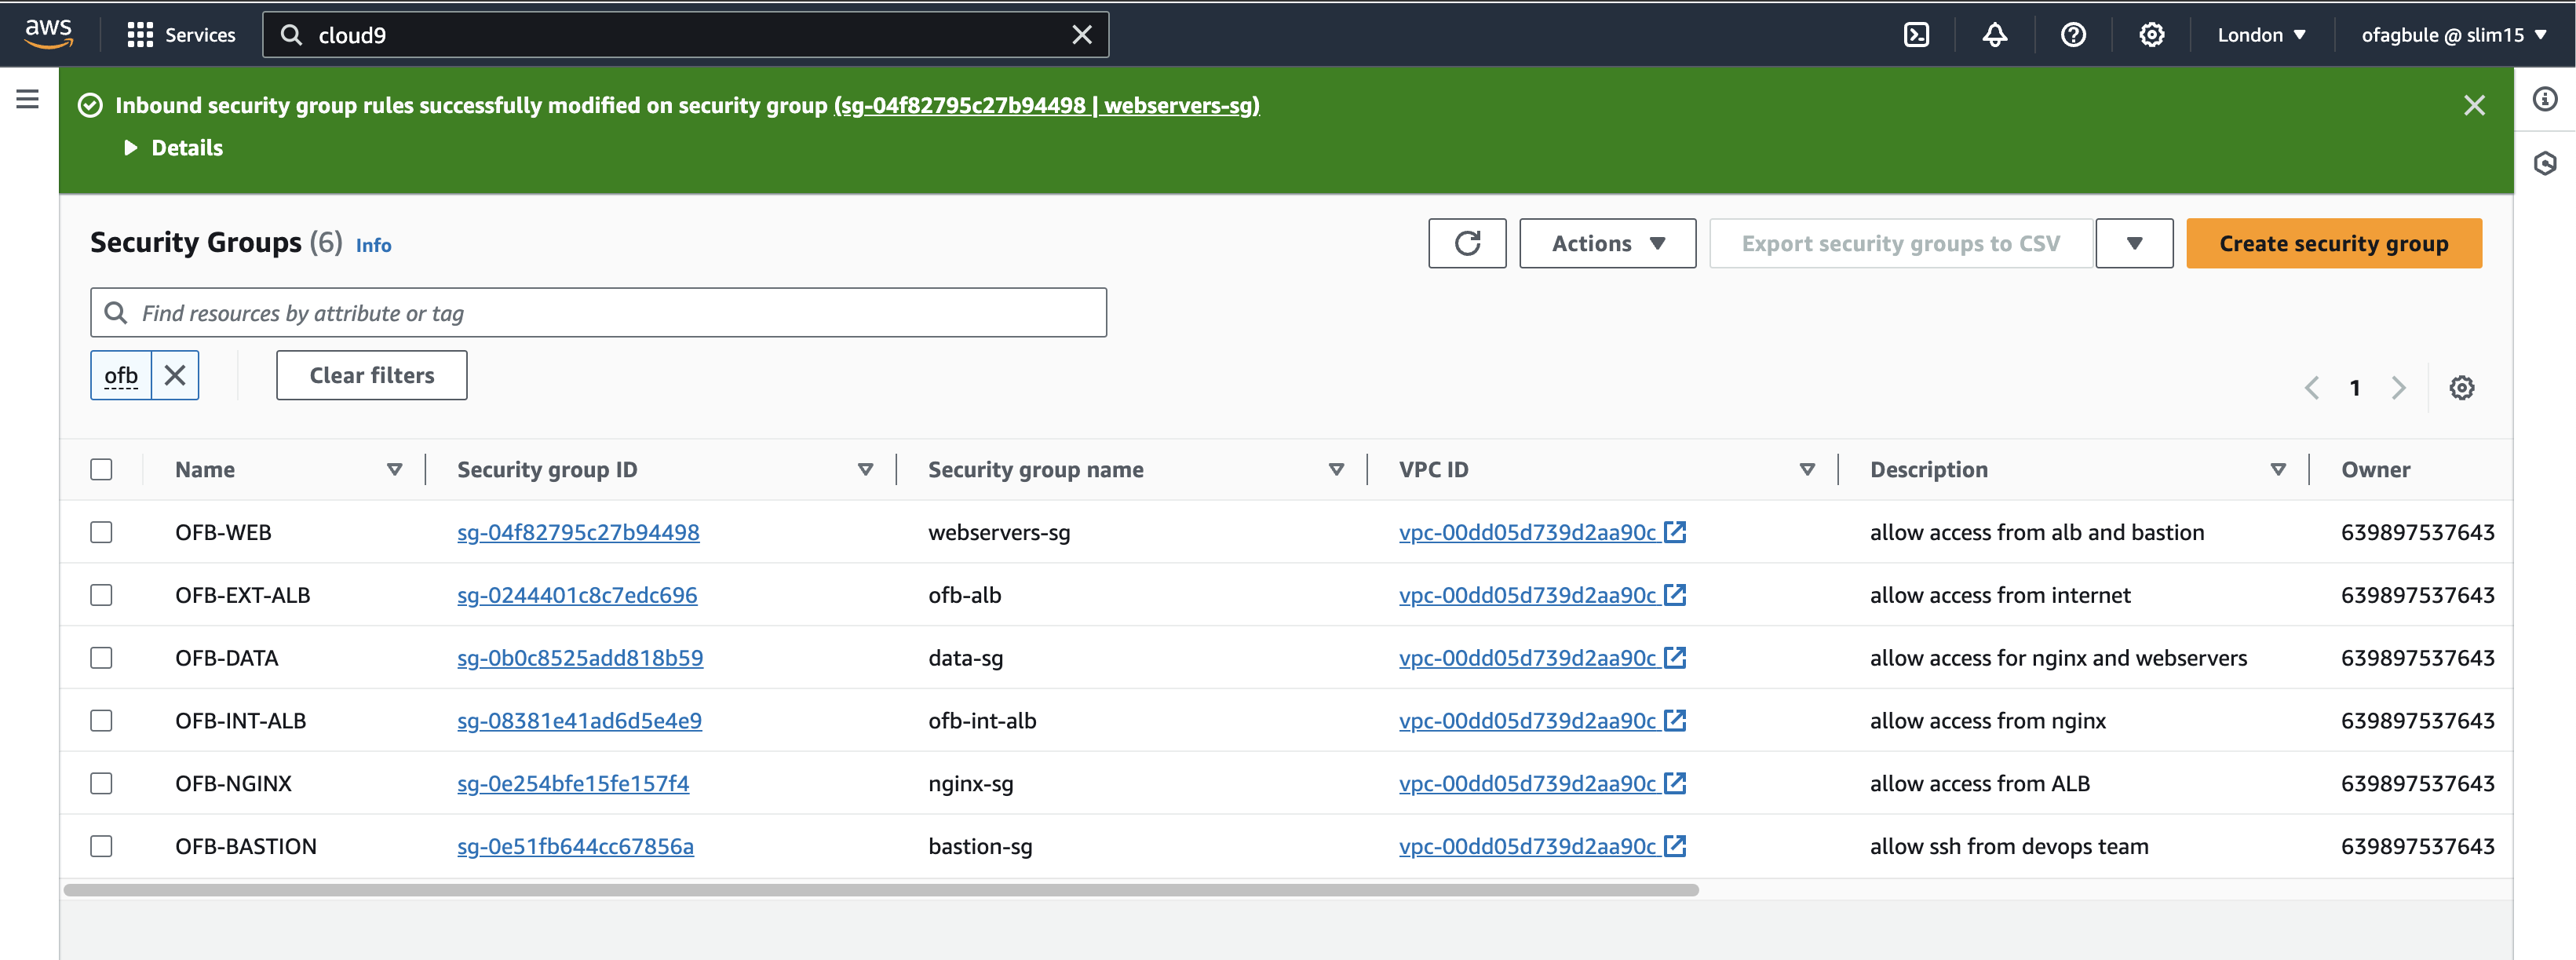 aws
Services
cloud9
London
ofagbule @ slim15
Inbound security group rules successfully modified on security group (sg-04f82795c27b94498 | webservers-sg)
Details
Security Groups (6) Info
Actions
Export security groups to CSV
Create security group
Find resources by attribute or tag
ofb
Clear filters
1
Name Security group ID Security group name VPC ID Description Owner
OFB-WEB sg-04f82795c27b94498 webservers-sg vpc-00dd05d739d2aa90c allow access from alb and bastion 639897537643
OFB-EXT-ALB sg-0244401c8c7edc696 ofb-alb vpc-00dd05d739d2aa90c allow access from internet 639897537643
OFB-DATA sg-0b0c8525add818b59 data-sg vpc-00dd05d739d2aa90c allow access for nginx and webservers 639897537643
OFB-INT-ALB sg-08381e41ad6d5e4e9 ofb-int-alb vpc-00dd05d739d2aa90c allow access from nginx 639897537643
OFB-NGINX sg-0e254bfe15fe157f4 nginx-sg vpc-00dd05d739d2aa90c allow access from ALB 639897537643
OFB-BASTION sg-0e51fb644cc67856a bastion-sg vpc-00dd05d739d2aa90c allow ssh from devops team 639897537643